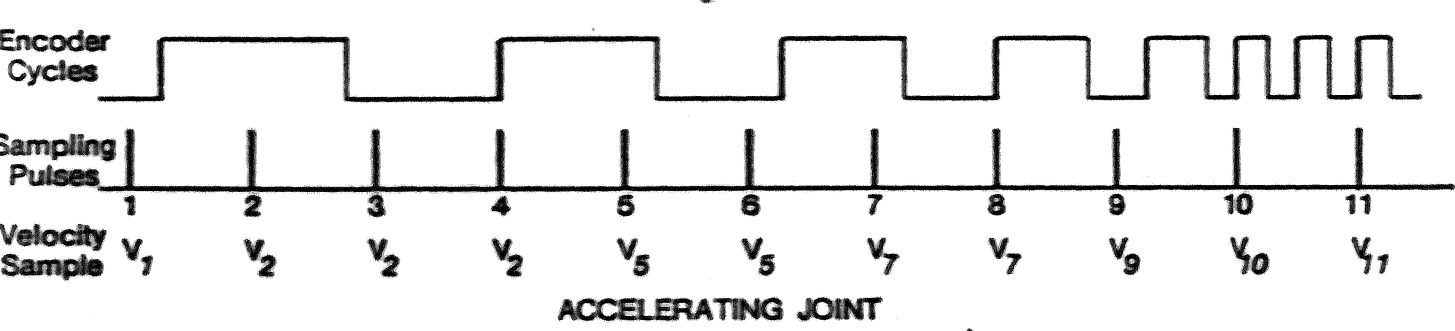 Encoder
Cycles
Sampling
Pulses
1 2 3 4 5 6 7 8 9 10 11
Velocity
Sample
V1 V2 V2 V2 V5 V5 V7 V7 V9 V10 V11
ACCELERATING JOINT